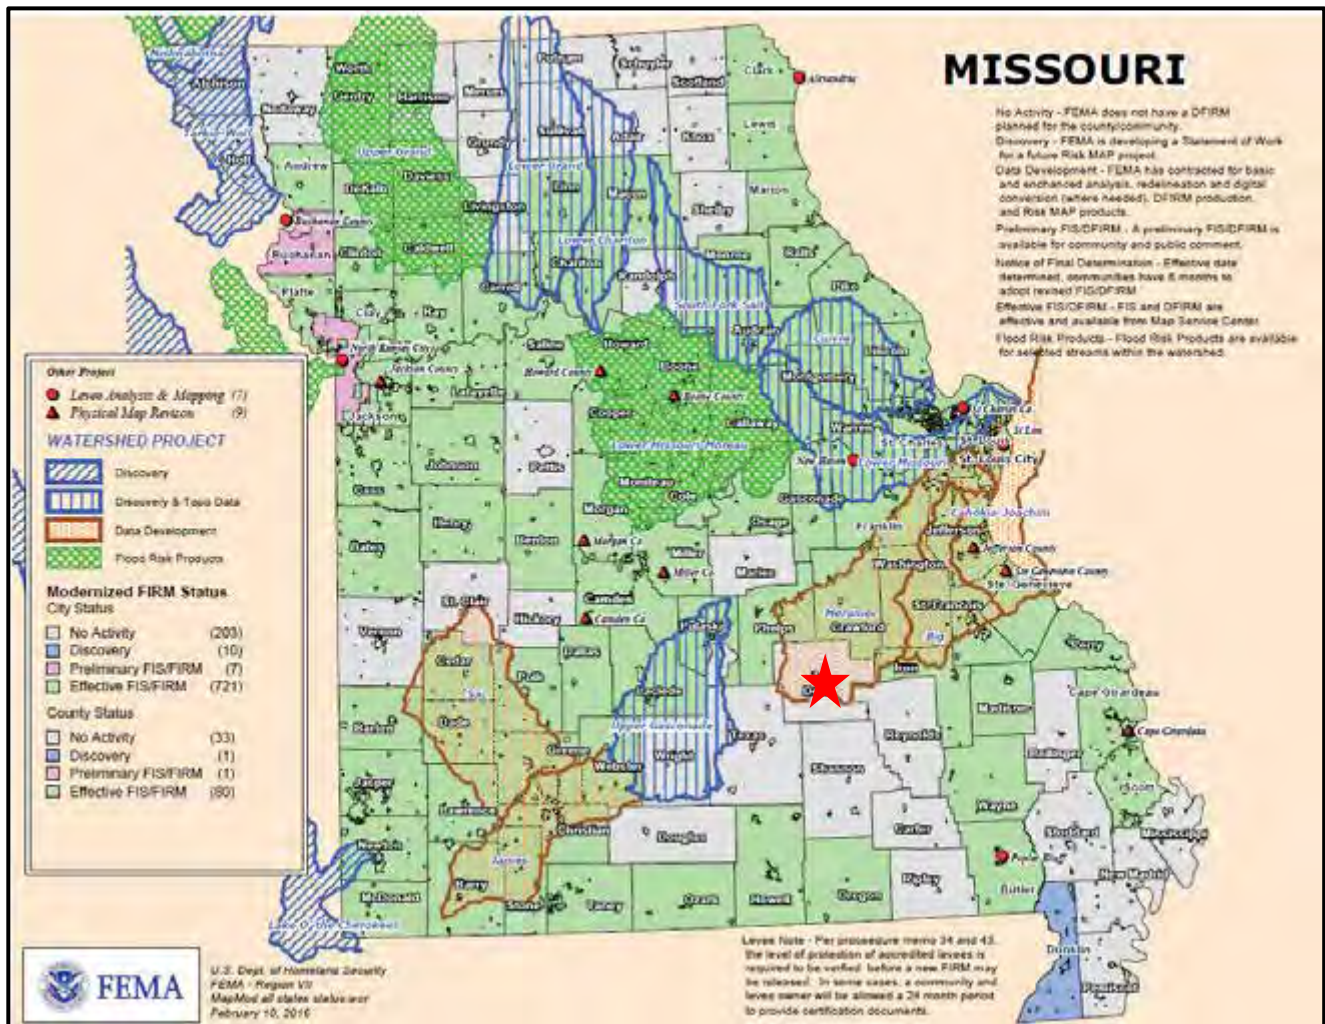 MISSOURI
No Activity - FEMA does not have a DFIRM
planned for the county/community.
Discovery - FEMA is developing a Statement of Work
for a future Risk MAP project.
Data Development - FEMA has contracted for basic
and enchanced analysis, redelineation and digital
conversion (where needed), DFIRM production,
and Risk MAP products.
Preliminary FIS/DFIRM - A preliminary FIS/DFIRM is
available for community and public comment.
Notice of Final Determination - Effective date
determined, communities have 6 months to
adopt revised FIS/DFIRM
Effective FIS/DFIRM - FIS and DFIRM are
effective and available from Map Service Center
Flood Risk Products - Flood Risk Products are available
for selected streams within the watershed.
Nishnabotna
Atchison
Nodaway
Worth
Gentry
Harrison
Mercer
Putnam
Schuyler
Scotland
Clark
Alexandria
Tarkio-Wolf
Holt
Andrew
Upper Grand
DeKalb
Daviess
Grundy
Sullivan
Adair
Knox
Lewis
Lower Grand
Linn
Macon
Shelby
Marion
Buchanan County
Buchanan
Clinton
Caldwell
Livingston
Lower Chariton
Chariton
Randolph
Monroe
Ralls
Pike
Platte
Clay
Ray
Carroll
South Fork Salt
Audrain
Cuivre
Lincoln
Montgomery
North Kansas City
Jackson County
Jackson
Lafayette
Saline
Howard
Howard County
Boone
Boone County
Cooper
Callaway
Lower Missouri-Moreau
Warren
St. Charles
St. Charles Co.
St. Louis
St. Louis City
New Haven
Lower Missouri
Johnson
Pettis
Moniteau
Cole
Gasconade
Cass
Henry
Benton
Morgan
Morgan Co
Miller
Miller Co
Osage
Maries
Franklin
Jefferson
Cahokia-Joachim
Jefferson County
Ste Genevieve County
Ste. Genevieve
Bates
St. Clair
Hickory
Camden
Camden Co
Pulaski
Phelps
Meramec
Crawford
Washington
St. Francois
Big
Iron
Perry
Vernon
Cedar
Polk
Dallas
Laclede
Upper Gasconade
Wright
Texas
Reynolds
Madison
Bollinger
Cape Girardeau
Cape Girardeau
Barton
Dade
Greene
Webster
Shannon
Wayne
Scott
Jasper
Lawrence
Christian
Douglas
Carter
Stoddard
Mississippi
Newton
James
Barry
Stone
Taney
Ozark
Howell
Oregon
Ripley
Butler
Poplar Bluff
New Madrid
McDonald
Lake O' the Cherokees
Dunklin
Pemiscot
Other Project
Levee Analysis & Mapping (7)
Physical Map Revison (9)
WATERSHED PROJECT
Discovery
Discovery & Topo Data
Data Development
Flood Risk Products
Modernized FIRM Status
City Status
No Activity (203)
Discovery (10)
Preliminary FIS/FIRM (7)
Effective FIS/FIRM (721)
County Status
No Activity (33)
Discovery (1)
Preliminary FIS/FIRM (1)
Effective FIS/FIRM (80)
FEMA
U.S. Dept. of Homeland Security
FEMA - Region VII
MapMod all states status.wor
February 10, 2016
Levee Note - Per proceedure memo 34 and 43,
the level of protection of accredited levees is
required to be verified before a new FIRM may
be released. In some cases, a community and
levee owner will be allowed a 24 month period
to provide certification documents.